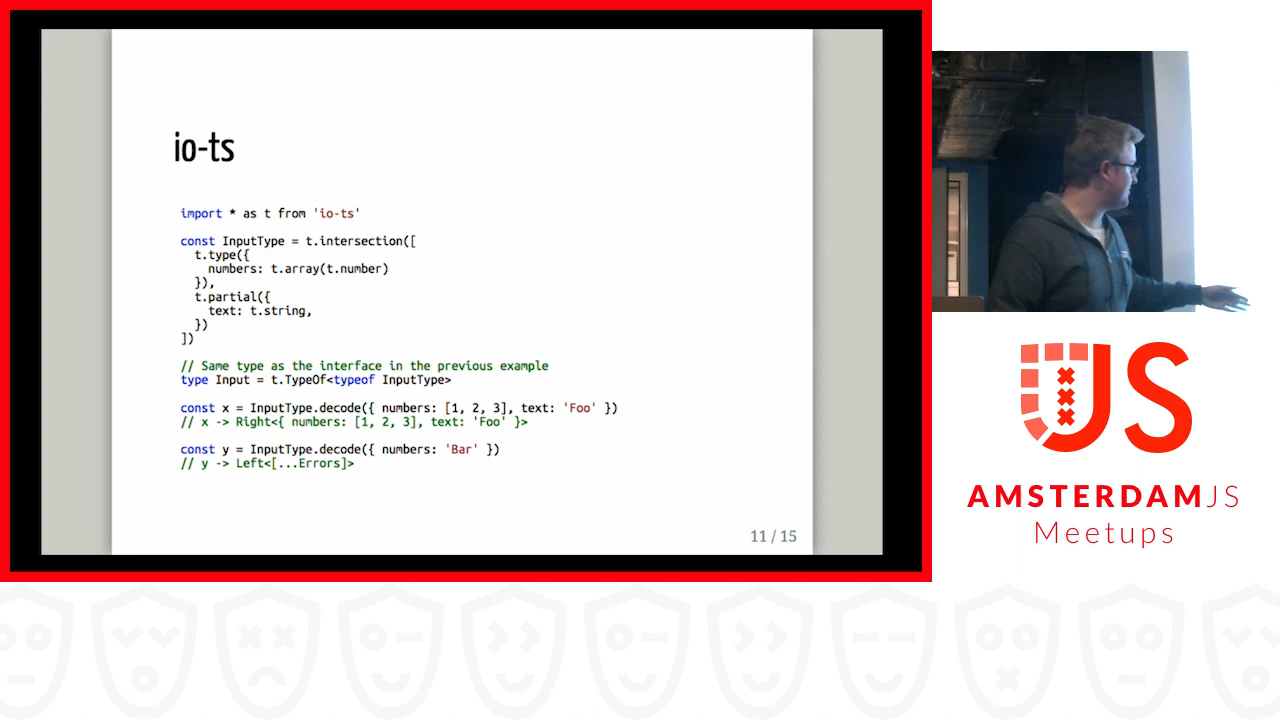 io-ts
import * as t from 'io-ts'
const InputType = t.intersection([
  t.type({
    numbers: t.array(t.number)
  }),
  t.partial({
    text: t.string,
  })
])
// Same type as the interface in the previous example
type Input = t.TypeOf<typeof InputType>
const x = InputType.decode({ numbers: [1, 2, 3], text: 'Foo' })
// x -> Right<{ numbers: [1, 2, 3], text: 'Foo' }>
const y = InputType.decode({ numbers: 'Bar' })
// y -> Left<[...Errors]>
11 / 15
JS
AMSTERDAMJS
Meetups